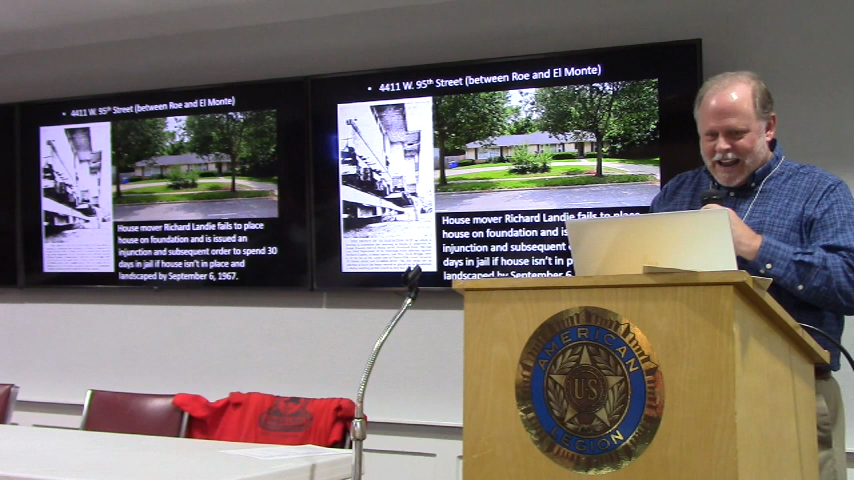 • 4411 W. 95th Street (between Roe and El Monte)
House mover Richard Landie fails to place
house on foundation and is issued an
injunction and subsequent order to spend 30
days in jail if house isn't in place and
landscaped by September 6, 1967.
• 4411 W. 95th Street (between Roe and El Monte)
House mover Richard Landie fails to place
house on foundation and is
injunction and subsequent
days in jail if house isn't in p
landscaped by September 6
AMERICAN
US
LEGION